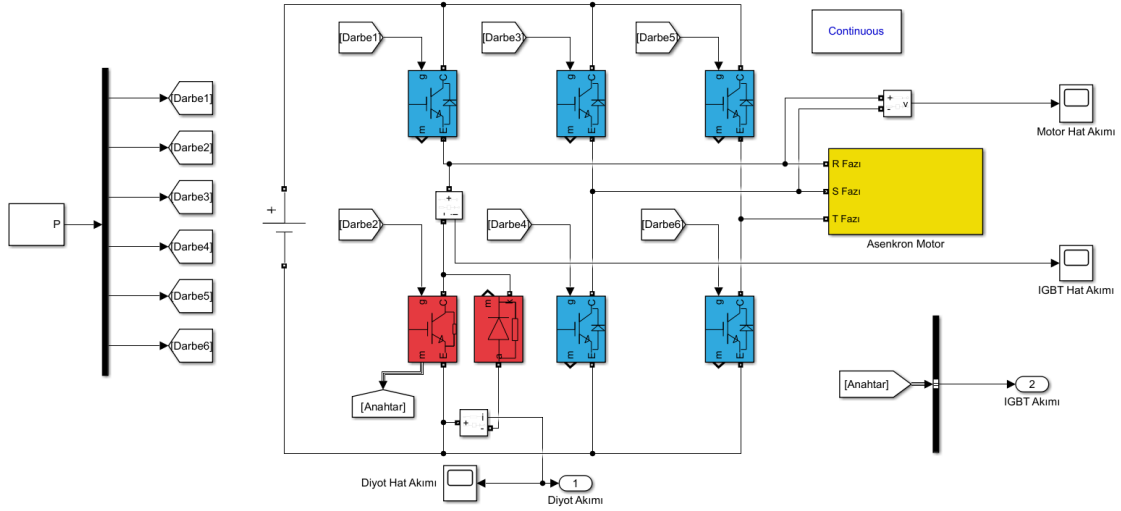 P
[Darbe1]
[Darbe2]
[Darbe3]
[Darbe4]
[Darbe5]
[Darbe6]
+
[Darbe1]
g
C
m
E
[Darbe3]
g
C
m
E
[Darbe5]
g
C
m
E
Continuous
+
-
v
Motor Hat Akımı
R Fazı
S Fazı
T Fazı
Asenkron Motor
+
i
-
IGBT Hat Akımı
[Darbe2]
g
C
m
E
m
k
a
[Darbe4]
g
C
m
E
[Darbe6]
g
C
m
E
[Anahtar]
+
i
-
Diyot Hat Akımı
1
Diyot Akımı
[Anahtar]
2
IGBT Akımı